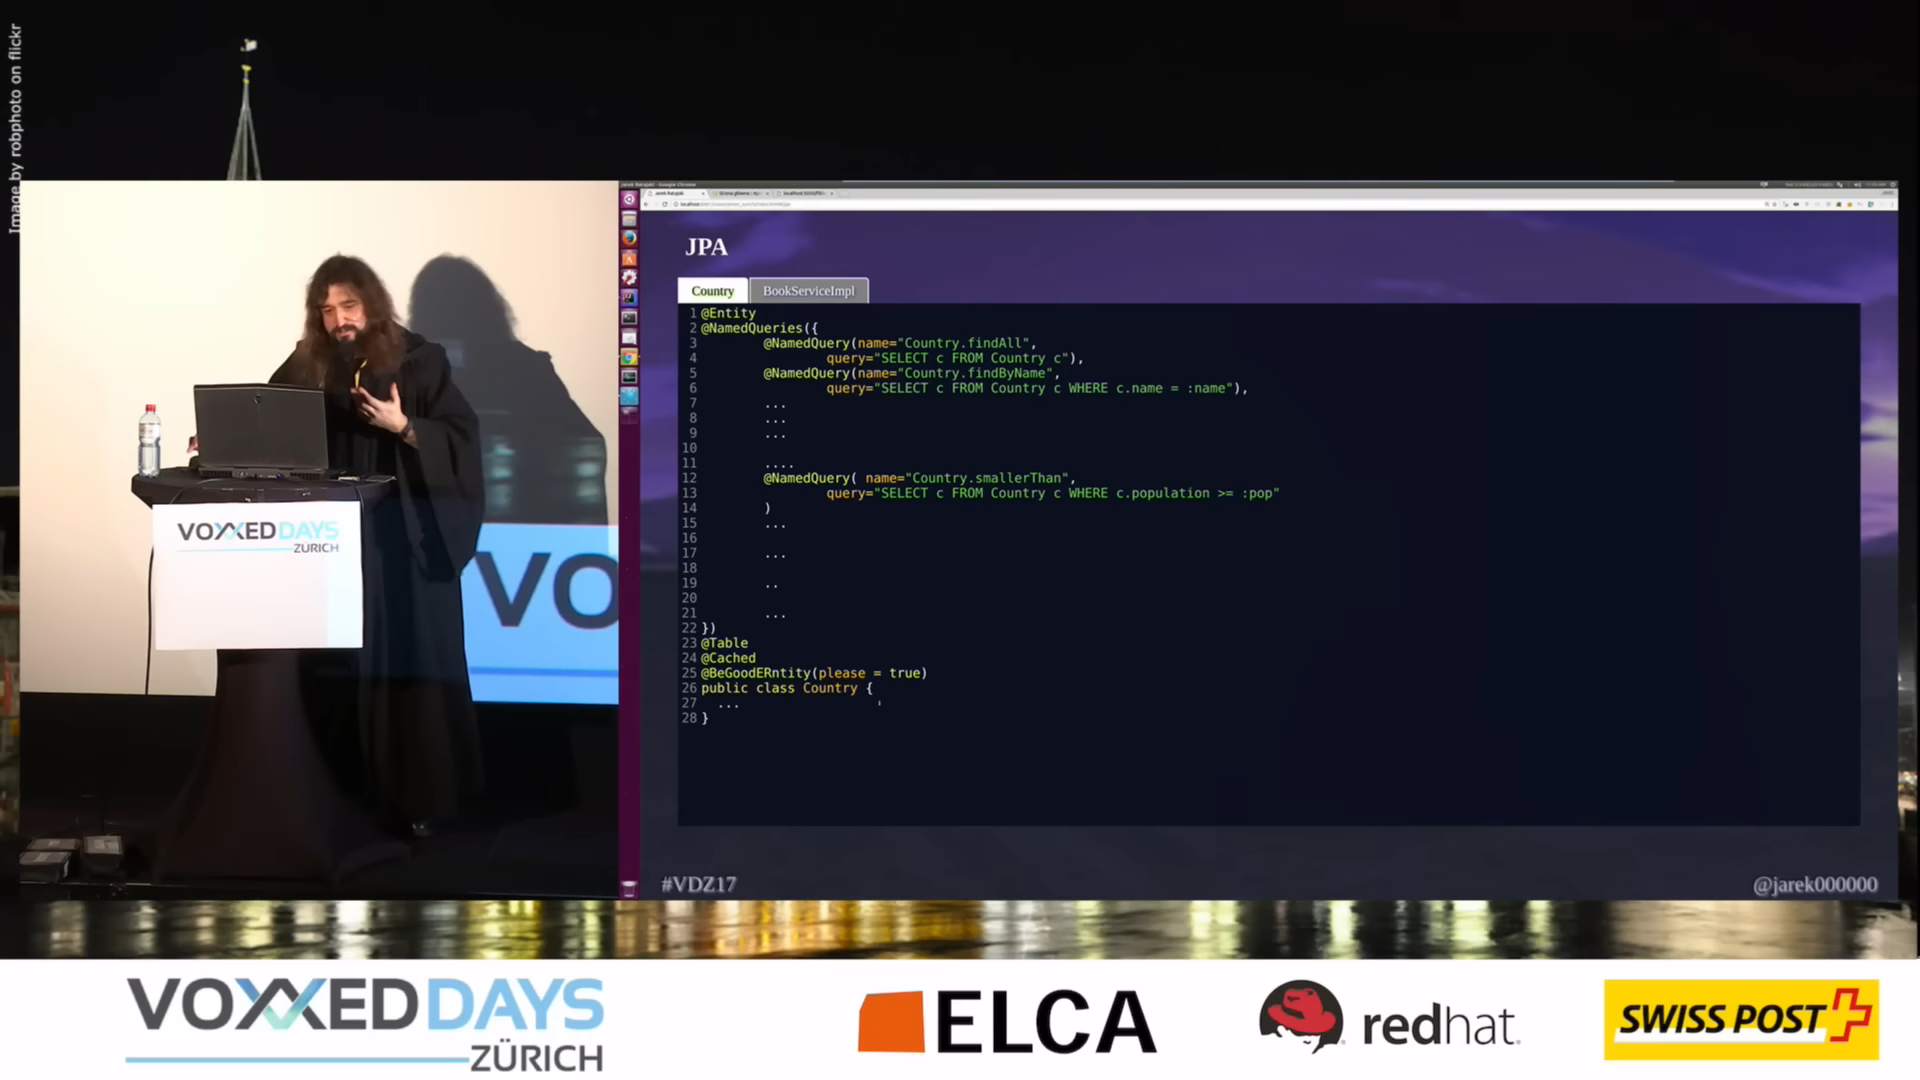 Image by robphoto on flickr
JPA
Country
BookServiceImpl
1 @Entity
2 @NamedQueries({
3 @NamedQuery(name="Country.findAll",
4 query="SELECT c FROM Country c"),
5 @NamedQuery(name="Country.findByName",
6 query="SELECT c FROM Country c WHERE c.name = :name"),
7 ...
8 ...
9 ...
10
11 ....
12 @NamedQuery( name="Country.smallerThan",
13 query="SELECT c FROM Country c WHERE c.population >= :pop"
14 )
15 ...
16
17 ...
18
19 ..
20
21 ...
22 })
23 @Table
24 @Cached
25 @BeGoodERntity(please = true)
26 public class Country {
27 ...
28 }
#VDZ17
@jarek000000
VOXXED DAYS
ZÜRICH
VO
VOXXED DAYS
ZÜRICH
ELCA
redhat.
SWISS POST